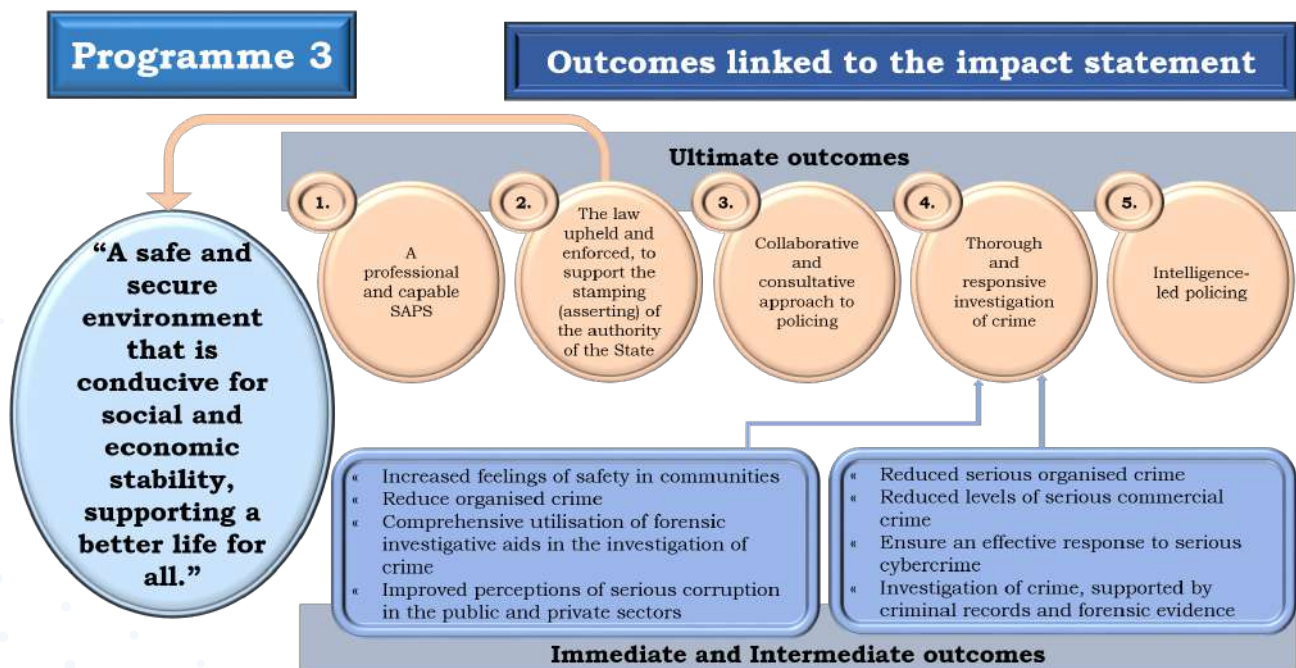 Programme 3
Outcomes linked to the impact statement
Ultimate outcomes
1.
A
professional
and capable
SAPS
2.
The law
upheld and
enforced, to
support the
stamping
(asserting) of
the authority
of the State
3.
Collaborative
and
consultative
approach to
policing
4.
Thorough
and
responsive
investigation
of crime
5.
Intelligence-
led policing
“A safe and
secure
environment
that is
conducive for
social and
economic
stability,
supporting a
better life for
all.”
« Increased feelings of safety in communities
« Reduce organised crime
« Comprehensive utilisation of forensic
investigative aids in the investigation of
crime
« Improved perceptions of serious corruption
in the public and private sectors
« Reduced serious organised crime
« Reduced levels of serious commercial
crime
« Ensure an effective response to serious
cybercrime
« Investigation of crime, supported by
criminal records and forensic evidence
Immediate and Intermediate outcomes